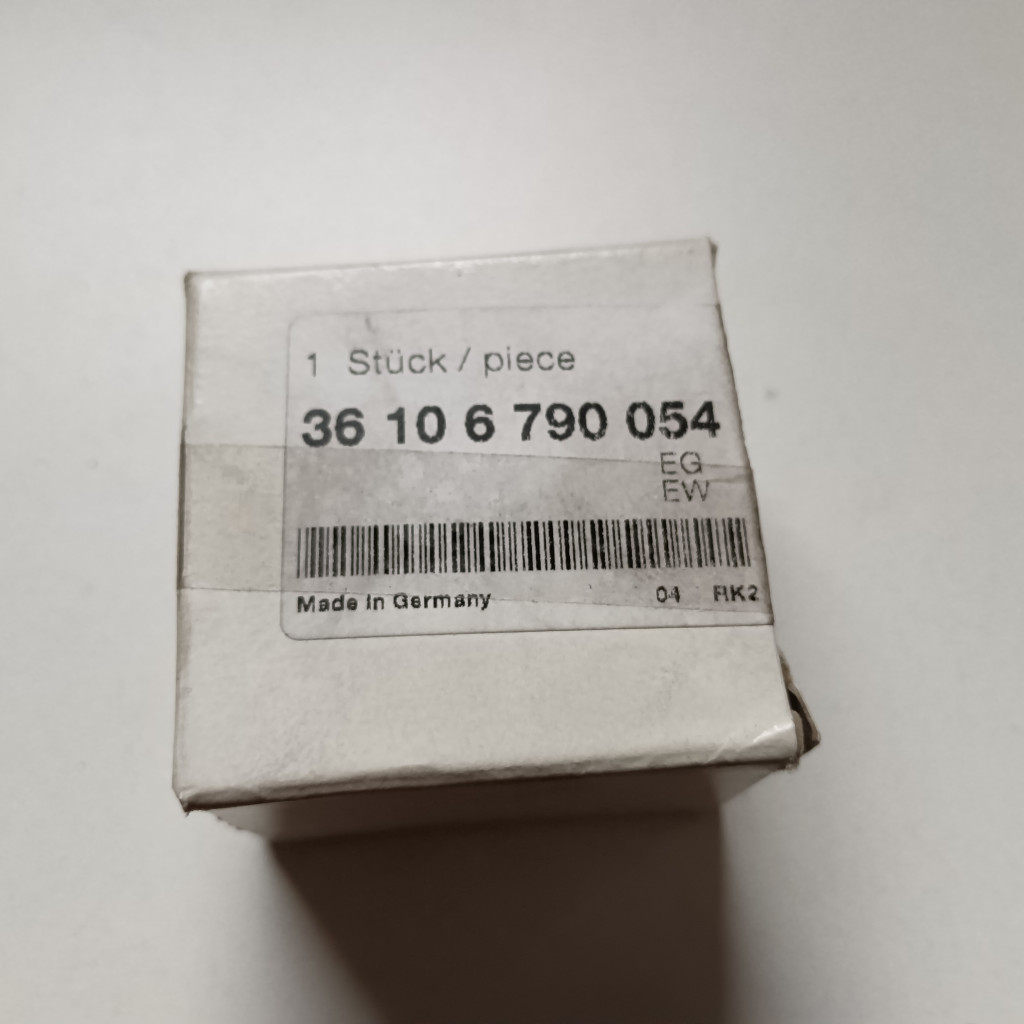 1 Stück / piece
36 10 6 790 054
EG
EW
Made in Germany 04 RK2